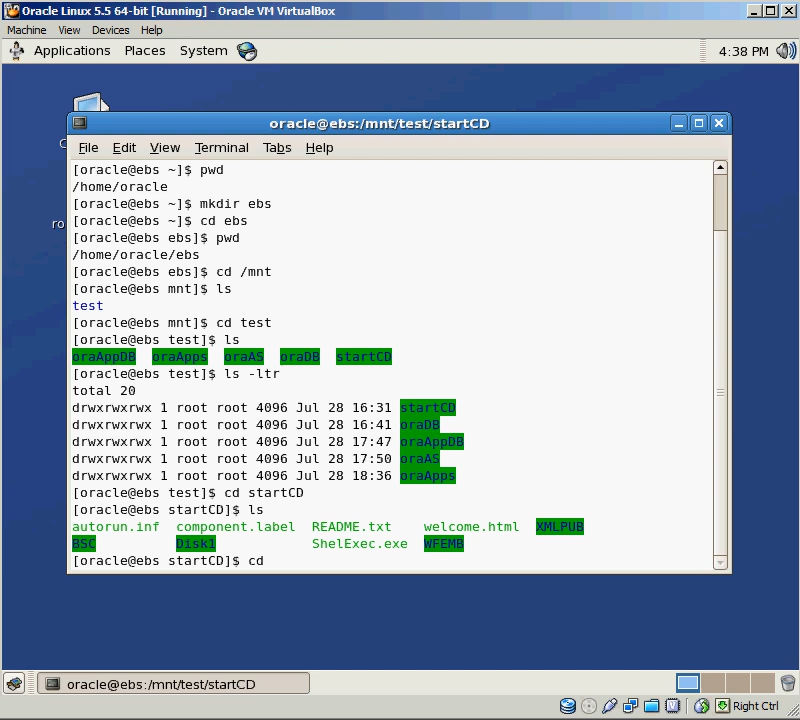 Oracle Linux 5.5 64-bit [Running] - Oracle VM VirtualBox
Machine View Devices Help
Applications Places System 4:38 PM
oracle@ebs:/mnt/test/startCD
C
File Edit View Terminal Tabs Help
ro
[oracle@ebs ~]$ pwd
/home/oracle
[oracle@ebs ~]$ mkdir ebs
[oracle@ebs ~]$ cd ebs
[oracle@ebs ebs]$ pwd
/home/oracle/ebs
[oracle@ebs ebs]$ cd /mnt
[oracle@ebs mnt]$ ls
test
[oracle@ebs mnt]$ cd test
[oracle@ebs test]$ ls
oraAppDB oraApps oraAS oraDB startCD
[oracle@ebs test]$ ls -ltr
total 20
drwxrwxrwx 1 root root 4096 Jul 28 16:31 startCD
drwxrwxrwx 1 root root 4096 Jul 28 16:41 oraDB
drwxrwxrwx 1 root root 4096 Jul 28 17:47 oraAppDB
drwxrwxrwx 1 root root 4096 Jul 28 17:50 oraAS
drwxrwxrwx 1 root root 4096 Jul 28 18:36 oraApps
[oracle@ebs test]$ cd startCD
[oracle@ebs startCD]$ ls
autorun.inf component.label README.txt welcome.html XMLPUB
BSC Disk1 ShelExec.exe WFEMB
[oracle@ebs startCD]$ cd
oracle@ebs:/mnt/test/startCD
Right Ctrl